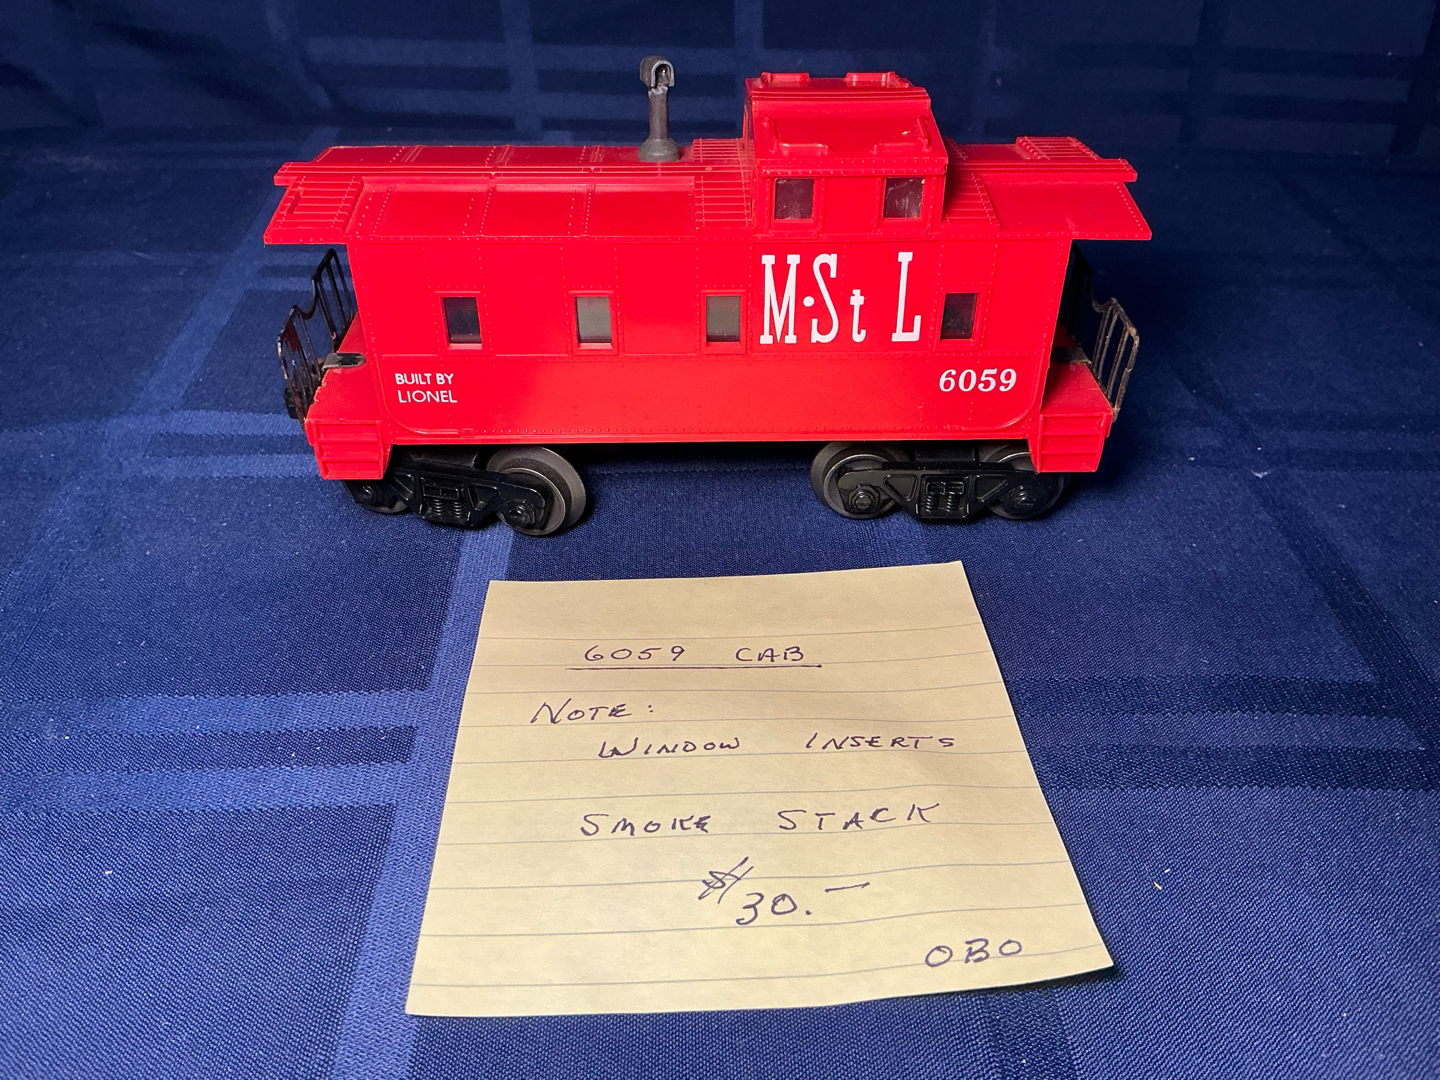 M·St L
BUILT BY
LIONEL
6059
6059 CAB
NOTE:
WINDOW INSERTS
SMOKE STACK
$30.—
OBO